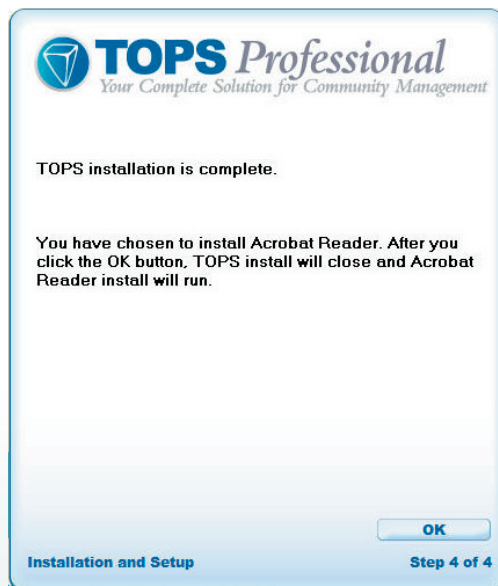 TOPS Professional
Your Complete Solution for Community Management
TOPS installation is complete.
You have chosen to install Acrobat Reader. After you
click the OK button, TOPS install will close and Acrobat
Reader install will run.
OK
Installation and Setup
Step 4 of 4